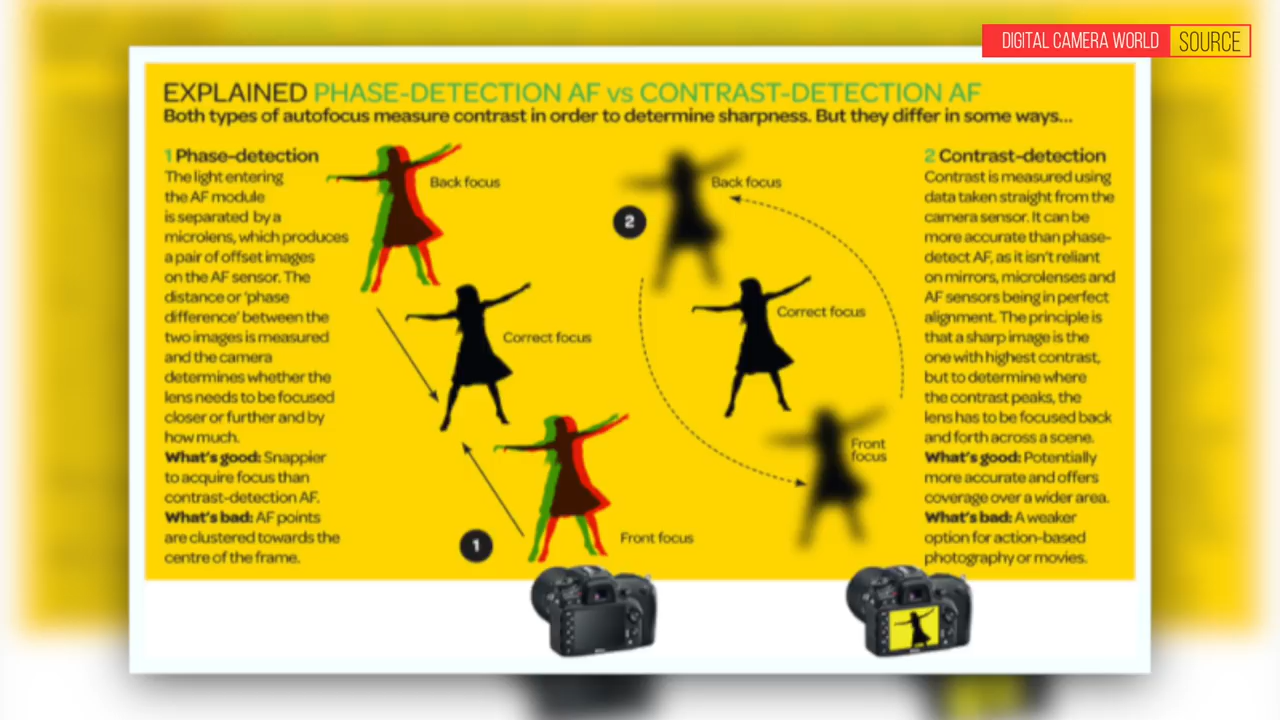 DIGITAL CAMERA WORLD SOURCE
EXPLAINED PHASE-DETECTION AF vs CONTRAST-DETECTION AF
Both types of autofocus measure contrast in order to determine sharpness. But they differ in some ways...
1 Phase-detection
The light entering
the AF module
is separated by a
microlens, which produces
a pair of offset images
on the AF sensor. The
distance or 'phase
difference' between the
two images is measured
and the camera
determines whether the
lens needs to be focused
closer or further and by
how much.
What's good: Snappier
to acquire focus than
contrast-detection AF.
What's bad: AF points
are clustered towards the
centre of the frame.
Back focus
Correct focus
Front focus
1
2
Back focus
Correct focus
Front
focus
2 Contrast-detection
Contrast is measured using
data taken straight from the
camera sensor. It can be
more accurate than phase-
detect AF, as it isn't reliant
on mirrors, microlenses and
AF sensors being in perfect
alignment. The principle is
that a sharp image is the
one with highest contrast,
but to determine where
the contrast peaks, the
lens has to be focused back
and forth across a scene.
What's good: Potentially
more accurate and offers
coverage over a wider area.
What's bad: A weaker
option for action-based
photography or movies.